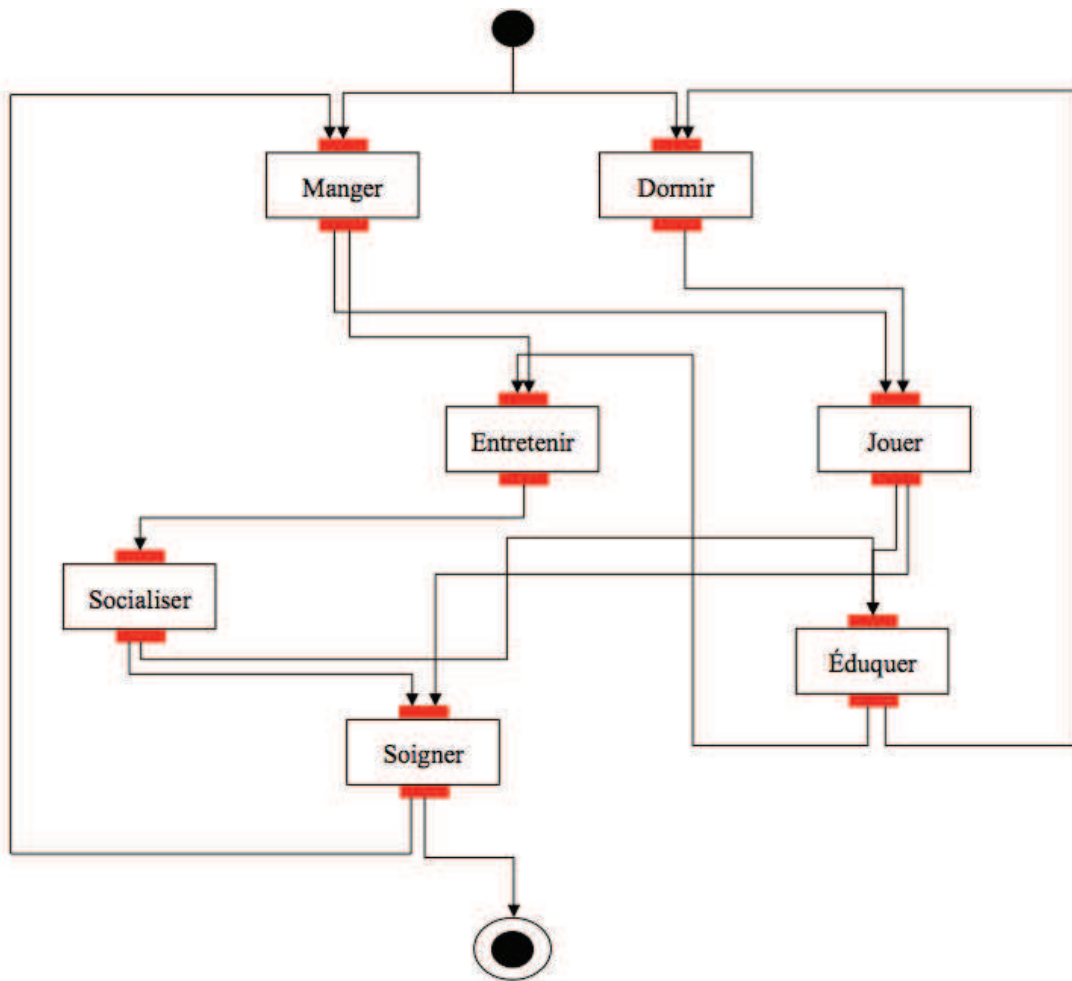 Manger
Dormir
Entretenir
Jouer
Socialiser
Éduquer
Soigner